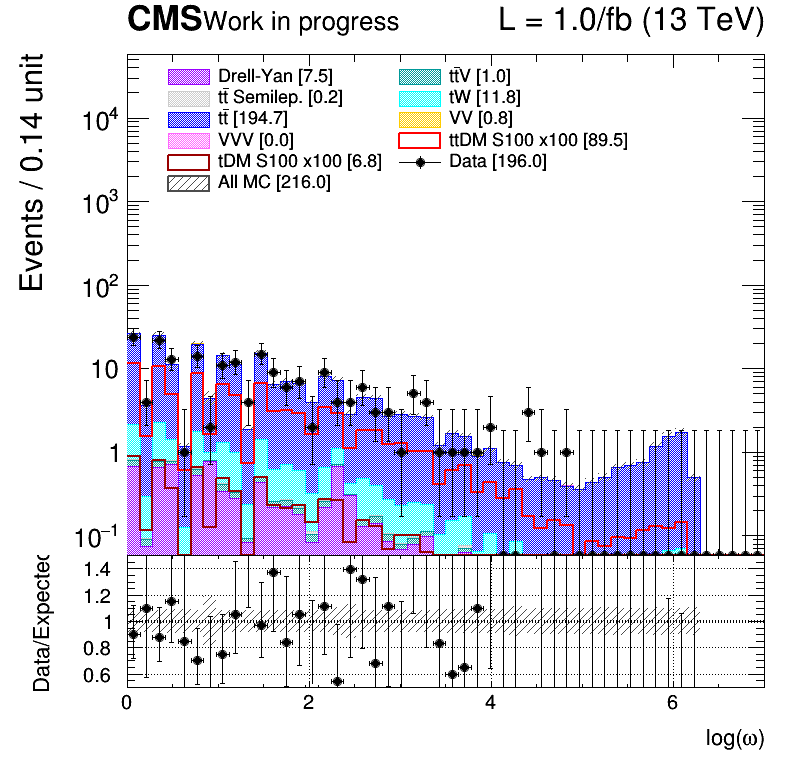 CMS Work in progress L = 1.0/fb (13 TeV)
Events / 0.14 unit
Drell-Yan [7.5] tt̄V [1.0]
tt̄ Semilep. [0.2] tW [11.8]
tt̄ [194.7] VV [0.8]
VVV [0.0] ttDM S100 x100 [89.5]
tDM S100 x100 [6.8] Data [196.0]
All MC [216.0]
10⁴
10³
10²
10
1
10⁻¹
Data/Expected
1.4
1.2
1
0.8
0.6
0 2 4 6
log(ω)